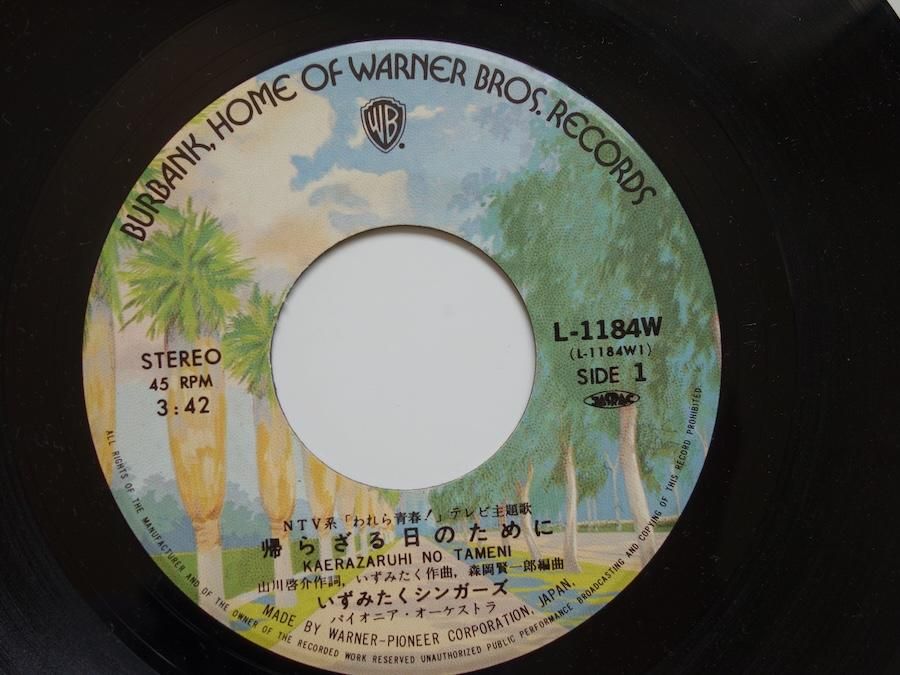 BURBANK, HOME OF WARNER BROS. RECORDS
WB
STEREO
45 RPM
3:42
L-1184W
(L-1184W1)
SIDE 1
JASRAC
NTV系「われら青春！」テレビ主題歌
帰らざる日のために
KAERAZARUHI NO TAMENI
山川啓介作詞, いずみたく作曲, 森岡賢一郎編曲
いずみたくシンガーズ
パイオニア・オーケストラ
MADE BY WARNER-PIONEER CORPORATION, JAPAN.
ALL RIGHTS OF THE MANUFACTURER AND OF THE OWNER OF THE RECORDED WORK RESERVED UNAUTHORIZED PUBLIC PERFORMANCE BROADCASTING AND COPYING OF THIS RECORD PROHIBITED.